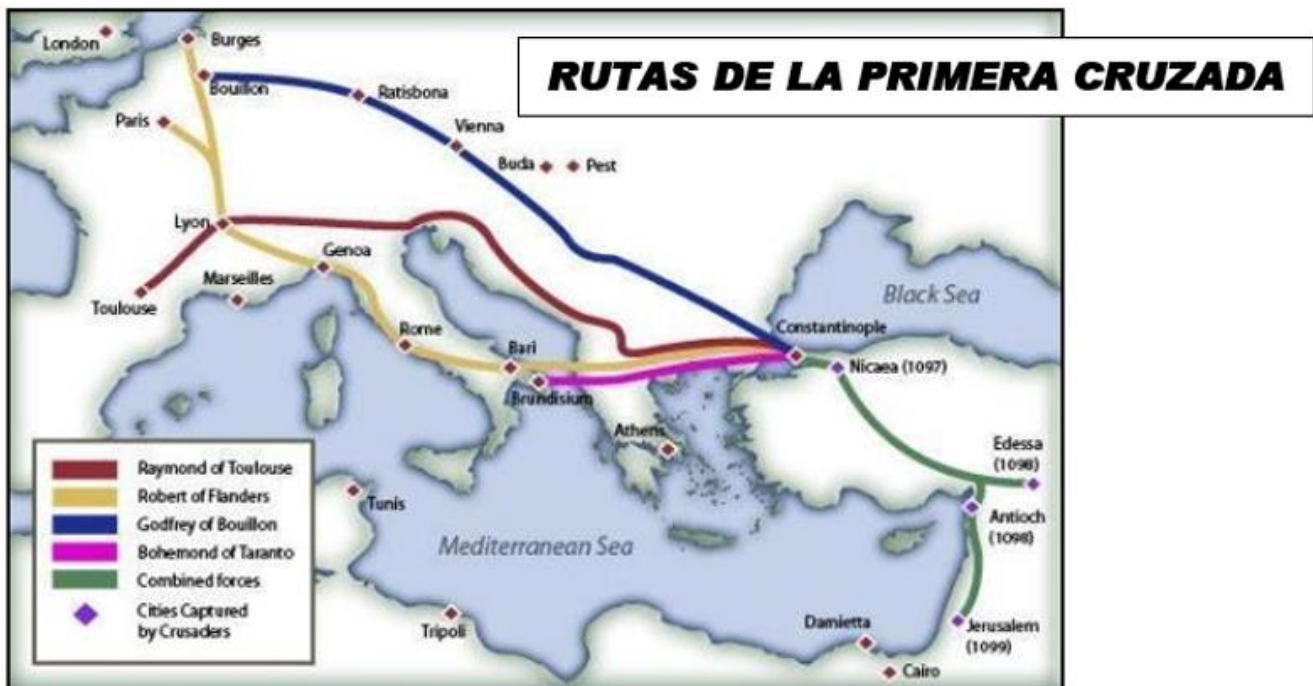 RUTAS DE LA PRIMERA CRUZADA
London
Burges
Bouillon
Ratisbona
Paris
Vienna
Buda
Pest
Lyon
Genoa
Marseilles
Toulouse
Rome
Bari
Brundisium
Black Sea
Constantinople
Nicaea (1097)
Athens
Edessa
(1098)
Antioch
(1098)
Tunis
Mediterranean Sea
Tripoli
Damietta
Cairo
Jerusalem
(1099)
Raymond of Toulouse
Robert of Flanders
Godfrey of Bouillon
Bohemond of Taranto
Combined forces
Cities Captured
by Crusaders